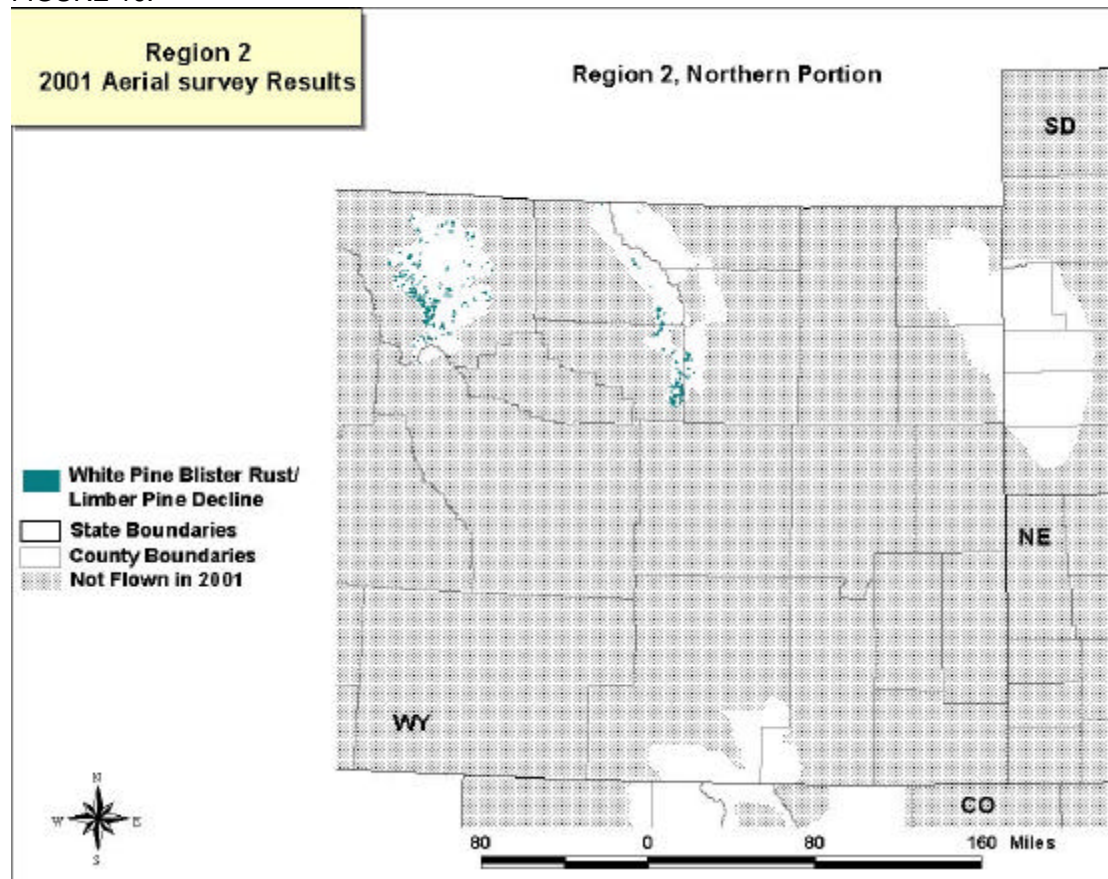 Region 2
2001 Aerial survey Results
Region 2, Northern Portion
SD
White Pine Blister Rust/
Limber Pine Decline
State Boundaries
County Boundaries
Not Flown in 2001
NE
WY
CO
N
W E
S
80 0 80 160 Miles